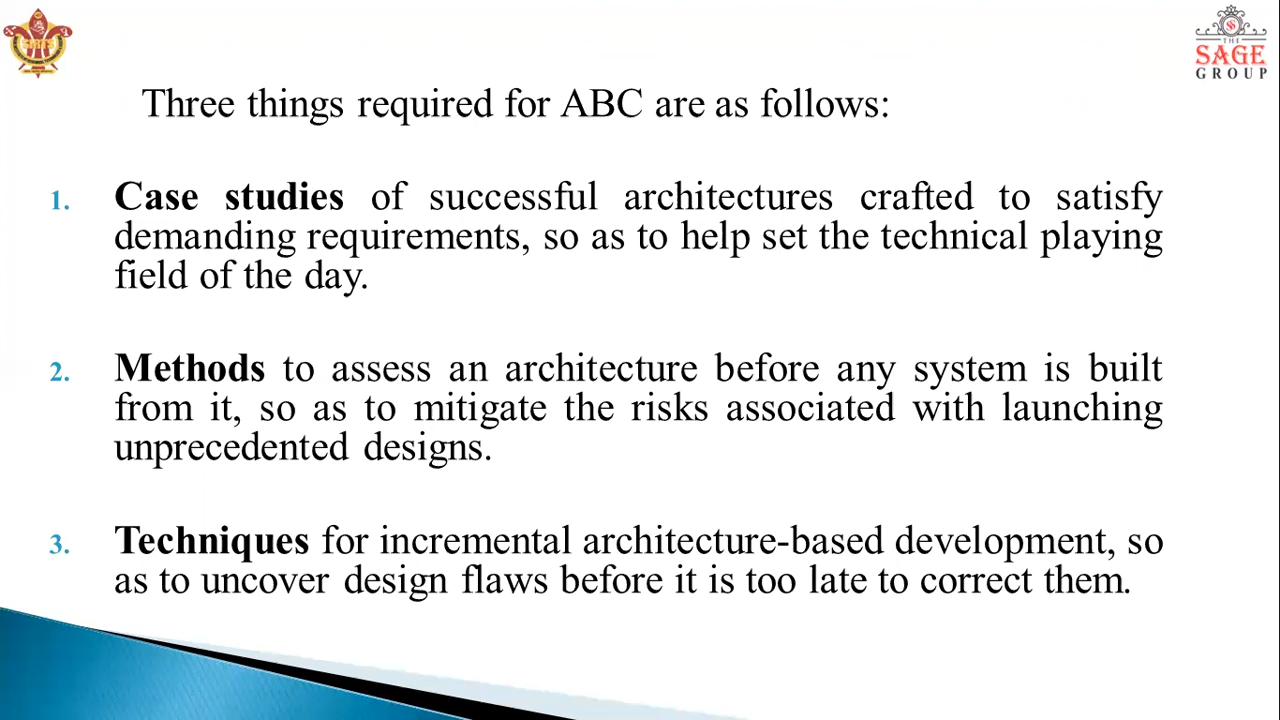 THE
SAGE
GROUP
Three things required for ABC are as follows:
1. Case studies of successful architectures crafted to satisfy
demanding requirements, so as to help set the technical playing
field of the day.
2. Methods to assess an architecture before any system is built
from it, so as to mitigate the risks associated with launching
unprecedented designs.
3. Techniques for incremental architecture-based development, so
as to uncover design flaws before it is too late to correct them.